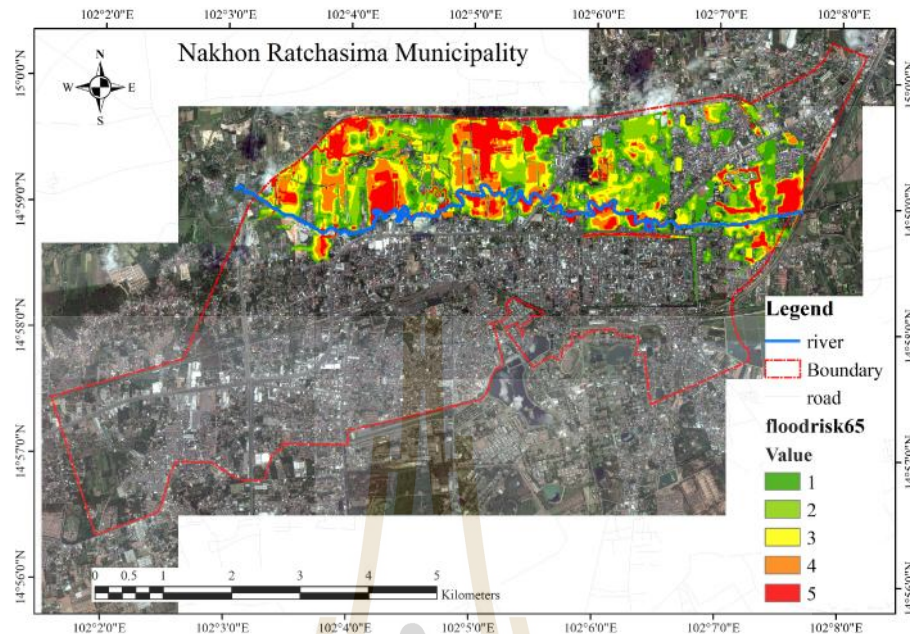 102°2'0"E 102°3'0"E 102°4'0"E 102°5'0"E 102°6'0"E 102°7'0"E 102°8'0"E
Nakhon Ratchasima Municipality
N
W E
S
15°0'0"N
14°59'0"N
14°58'0"N
14°57'0"N
14°56'0"N
Legend
river
Boundary
road
floodrisk65
Value
1
2
3
4
5
0 0.5 1 2 3 4 5
Kilometers
102°2'0"E 102°3'0"E 102°4'0"E 102°5'0"E 102°6'0"E 102°7'0"E 102°8'0"E